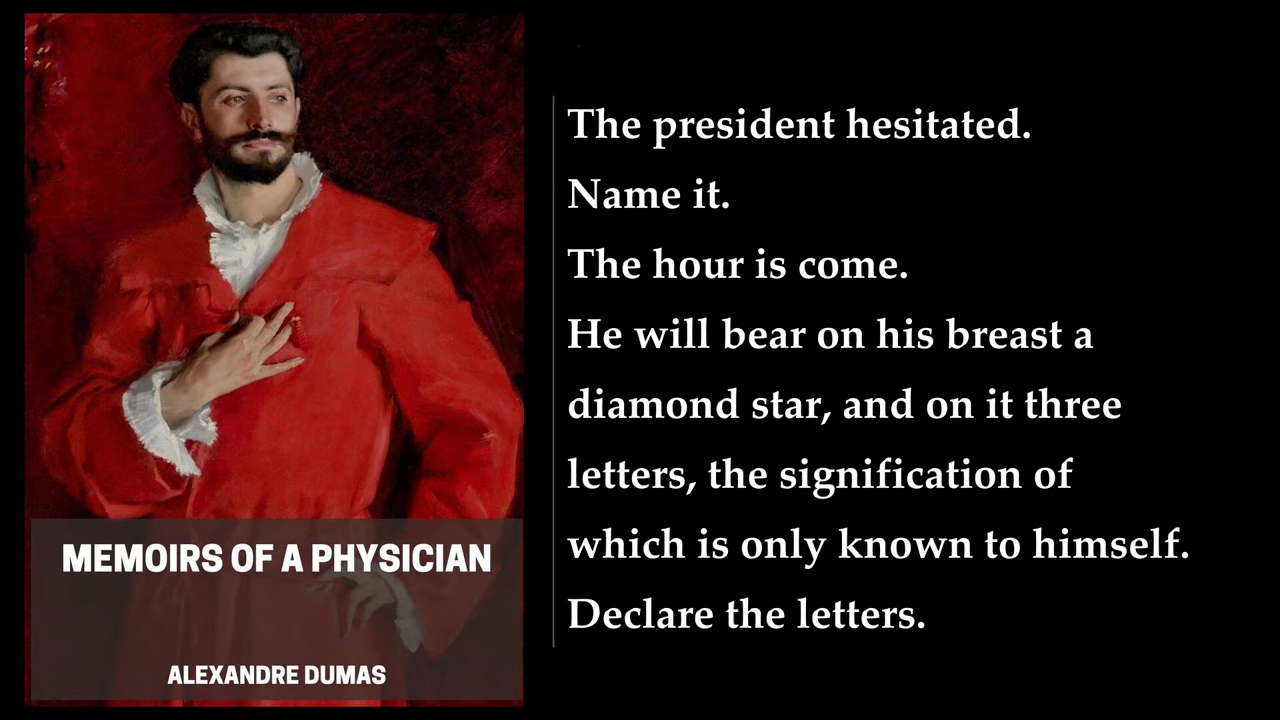 MEMOIRS OF A PHYSICIAN
ALEXANDRE DUMAS
The president hesitated.
Name it.
The hour is come.
He will bear on his breast a
diamond star, and on it three
letters, the signification of
which is only known to himself.
Declare the letters.